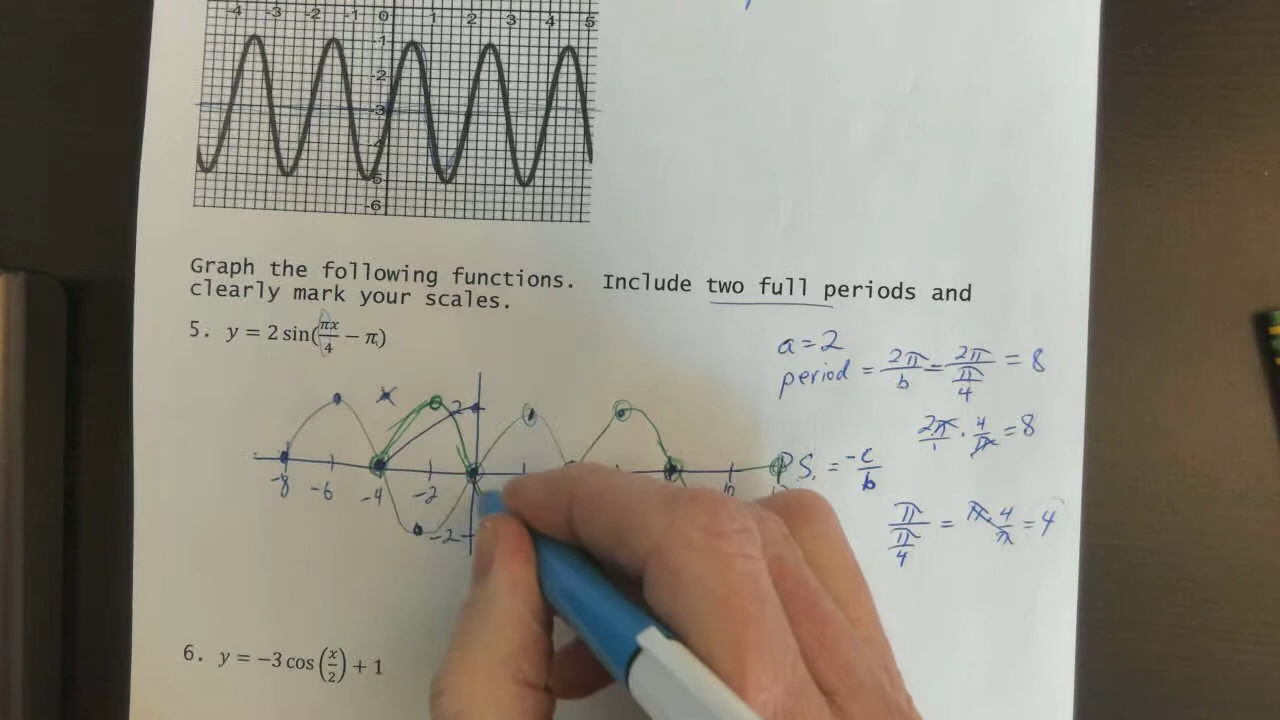 -4 -3 -2 -1 0 1 2 3 4 5
-1
-2
-3
-4
-5
-6
Graph the following functions. Include two full periods and
clearly mark your scales.
5. y = 2 sin(πx/4 − π)
a = 2
period = 2π/b = 2π/(π/4) = 8
2π/1 · 4/π = 8
2
-8 -6 -4 -2 10
-2
P.S. = -c/b
π/(π/4) = π · 4/π = 4
6. y = −3 cos(x/2) + 1